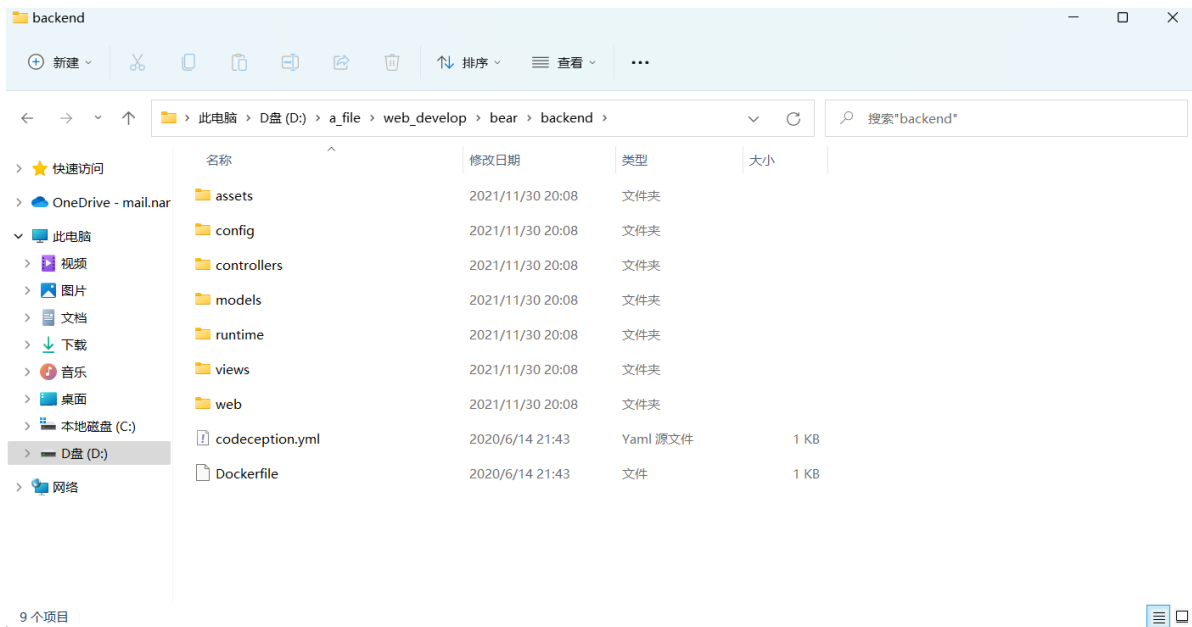 backend
新建 排序 查看 ...
此电脑 › D盘 (D:) › a_file › web_develop › bear › backend ›
搜索"backend"
快速访问
OneDrive - mail.nar
此电脑
视频
图片
文档
下载
音乐
桌面
本地磁盘 (C:)
D盘 (D:)
网络
名称 修改日期 类型 大小
assets 2021/11/30 20:08 文件夹
config 2021/11/30 20:08 文件夹
controllers 2021/11/30 20:08 文件夹
models 2021/11/30 20:08 文件夹
runtime 2021/11/30 20:08 文件夹
views 2021/11/30 20:08 文件夹
web 2021/11/30 20:08 文件夹
codeception.yml 2020/6/14 21:43 Yaml 源文件 1 KB
Dockerfile 2020/6/14 21:43 文件 1 KB
9 个项目